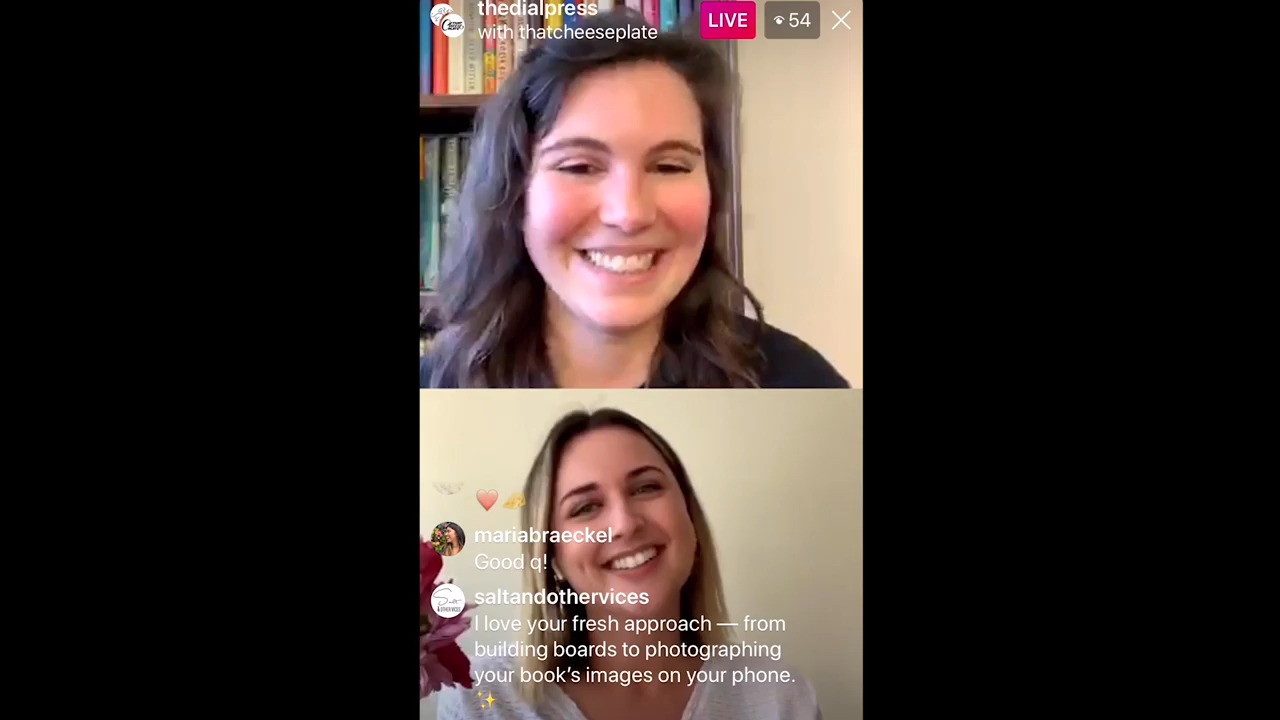 thedialpress
with thatcheeseplate
LIVE
54
mariabraeckel
Good q!
saltandothervices
I love your fresh approach — from
building boards to photographing
your book’s images on your phone.